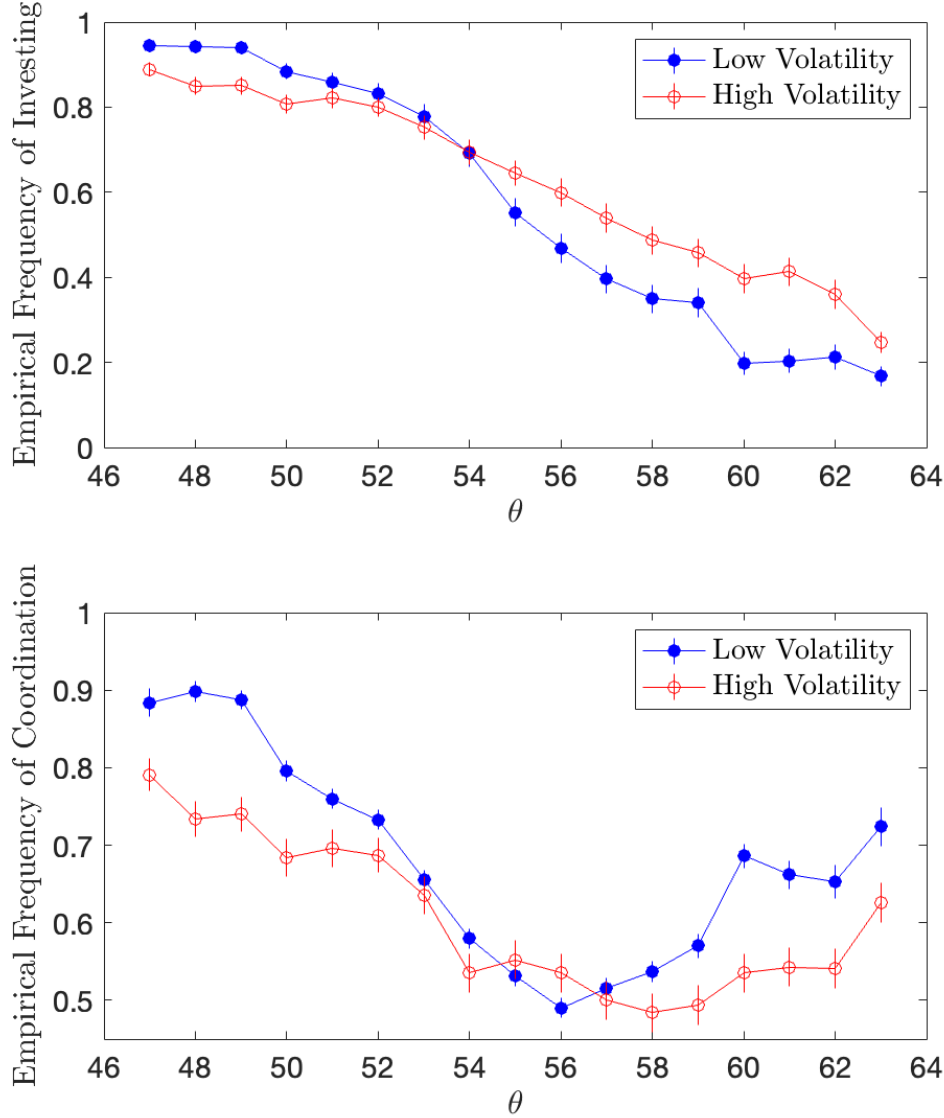 Empirical Frequency of Investing
1
0.8
0.6
0.4
0.2
0
Low Volatility
High Volatility
46 48 50 52 54 56 58 60 62 64
θ
Empirical Frequency of Coordination
1
0.9
0.8
0.7
0.6
0.5
Low Volatility
High Volatility
46 48 50 52 54 56 58 60 62 64
θ